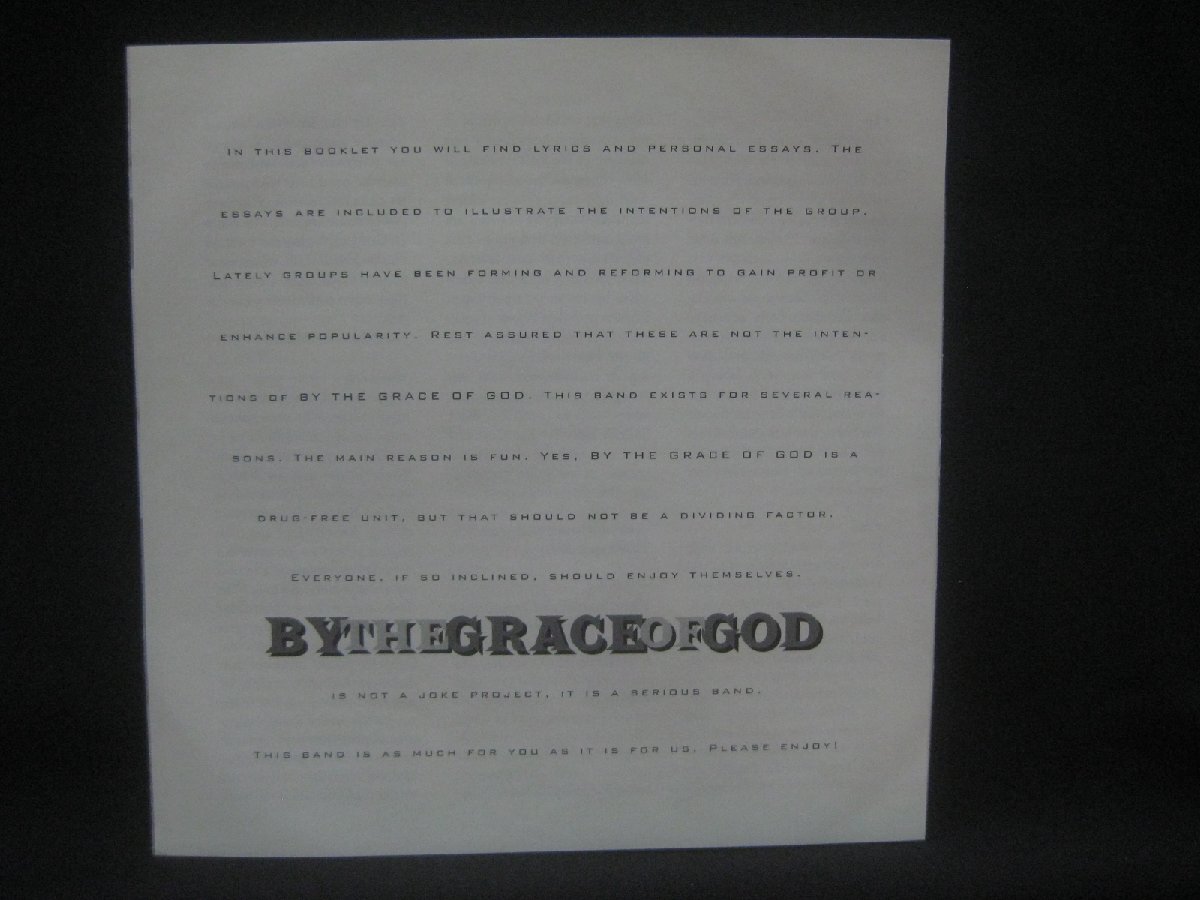 IN THIS BOOKLET YOU WILL FIND LYRICS AND PERSONAL ESSAYS. THE
ESSAYS ARE INCLUDED TO ILLUSTRATE THE INTENTIONS OF THE GROUP.
LATELY GROUPS HAVE BEEN FORMING AND REFORMING TO GAIN PROFIT OR
ENHANCE POPULARITY. REST ASSURED THAT THESE ARE NOT THE INTEN-
TIONS OF BY THE GRACE OF GOD. THIS BAND EXISTS FOR SEVERAL REA-
SONS. THE MAIN REASON IS FUN. YES, BY THE GRACE OF GOD IS A
DRUG-FREE UNIT, BUT THAT SHOULD NOT BE A DIVIDING FACTOR.
EVERYONE, IF SO INCLINED, SHOULD ENJOY THEMSELVES.
BYTHEGRACEOFGOD
IS NOT A JOKE PROJECT, IT IS A SERIOUS BAND.
THIS BAND IS AS MUCH FOR YOU AS IT IS FOR US. PLEASE ENJOY!